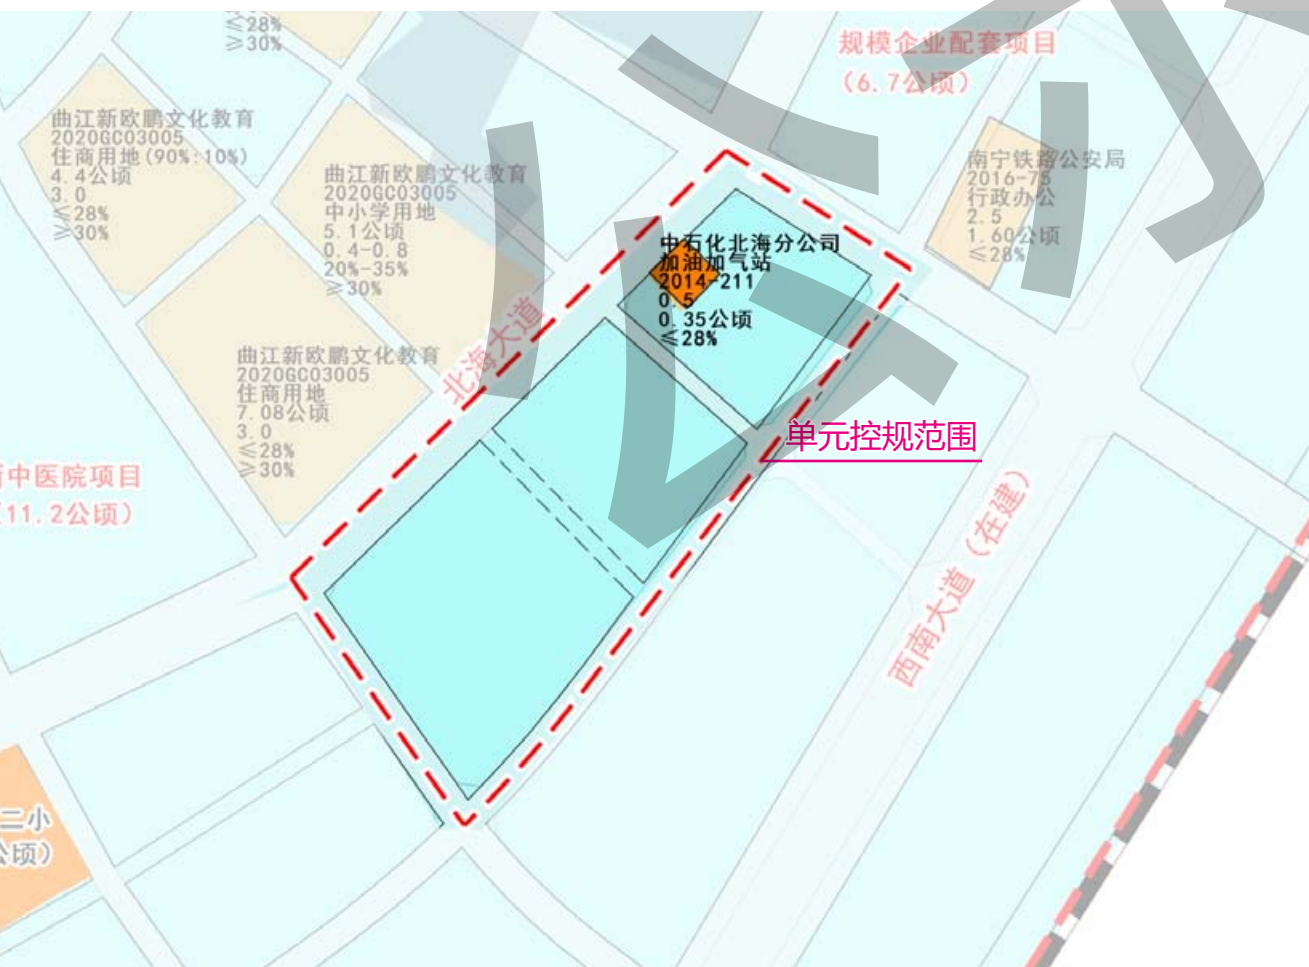 ≤28%
≥30%
规模企业配套项目
(6.7公顷)
曲江新欧鹏文化教育
2020GC03005
住商用地(90%:10%)
4.4公顷
3.0
≤28%
≥30%
曲江新欧鹏文化教育
2020GC03005
中小学用地
5.1公顷
0.4-0.8
20%-35%
≥30%
南宁铁路公安局
2016-75
行政办公
2.5
1.60公顷
≤28%
中石化北海分公司
加油加气站
2014-211
0.5
0.35公顷
≤28%
北海大道
曲江新欧鹏文化教育
2020GC03005
住商用地
7.08公顷
3.0
≤28%
≥30%
单元控规范围
中医院项目
11.2公顷)
西南大道(在建)
二小
公顷)